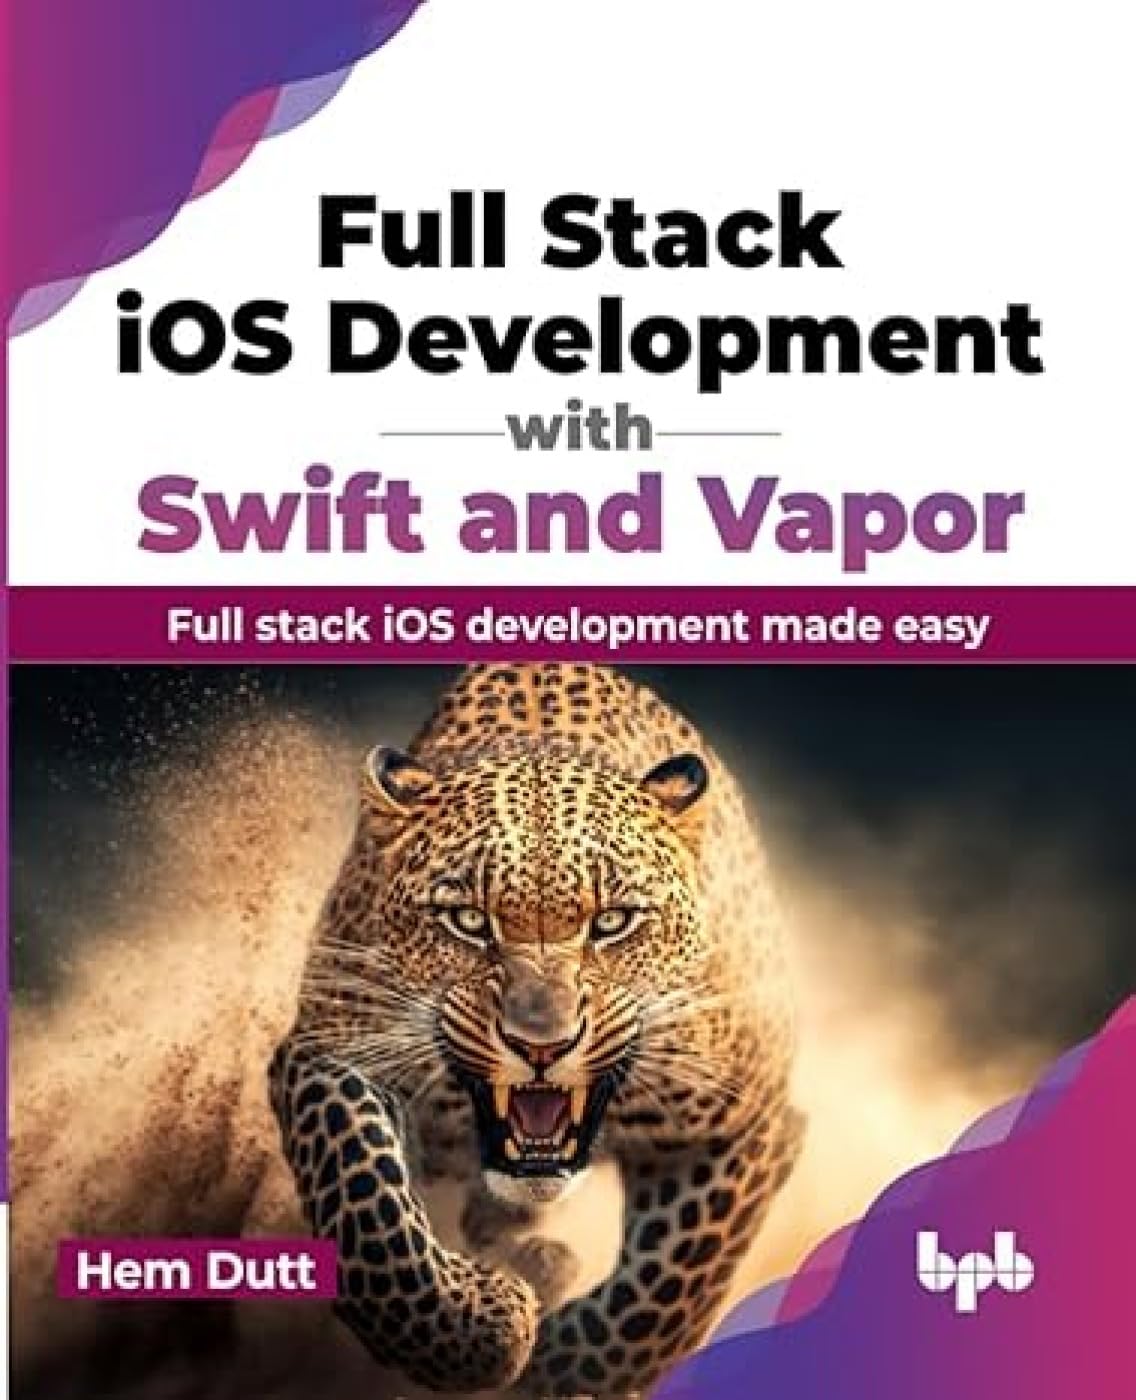 Full Stack
iOS Development
with
Swift and Vapor
Full stack iOS development made easy
Hem Dutt
bpb